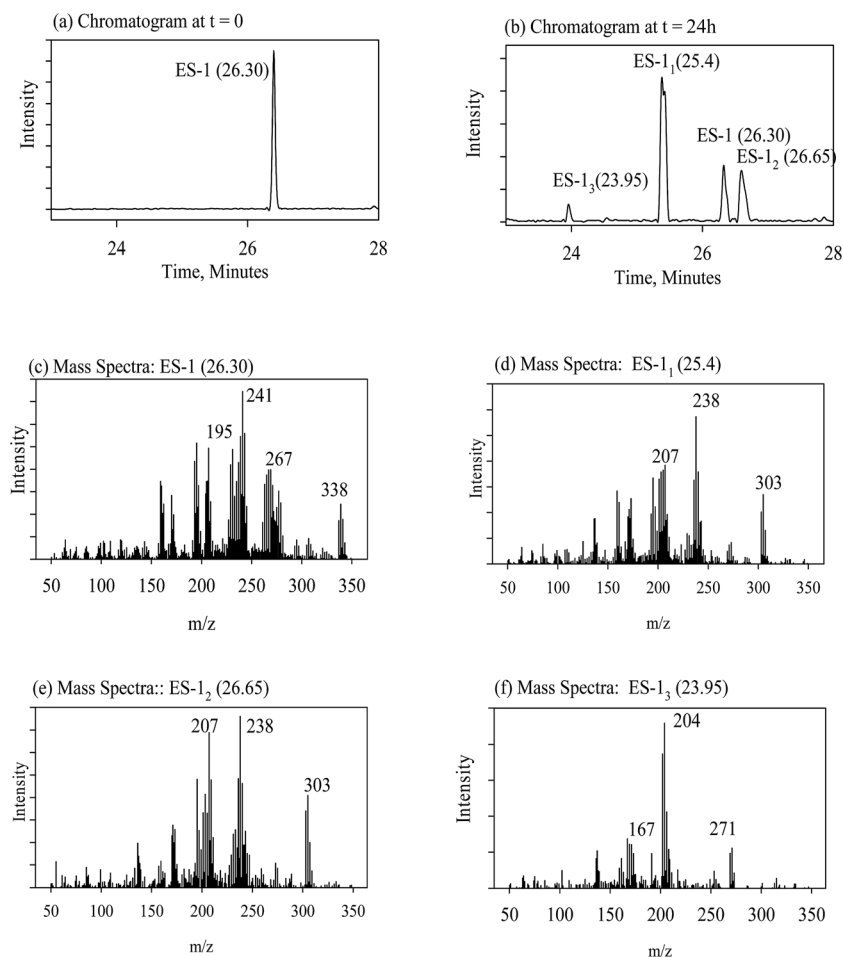 (a) Chromatogram at t = 0
ES-1 (26.30)
Intensity
24 26 28
Time, Minutes
(b) Chromatogram at t = 24h
ES-1₁(25.4)
ES-1 (26.30)
ES-1₂ (26.65)
ES-1₃(23.95)
Intensity
24 26 28
Time, Minutes
(c) Mass Spectra: ES-1 (26.30)
241
195
267
338
Intensity
50 100 150 200 250 300 350
m/z
(d) Mass Spectra: ES-1₁ (25.4)
238
207
303
Intensity
50 100 150 200 250 300 350
m/z
(e) Mass Spectra:: ES-1₂ (26.65)
207 238
303
Intensity
50 100 150 200 250 300 350
m/z
(f) Mass Spectra: ES-1₃ (23.95)
204
167 271
Intensity
50 100 150 200 250 300 350
m/z